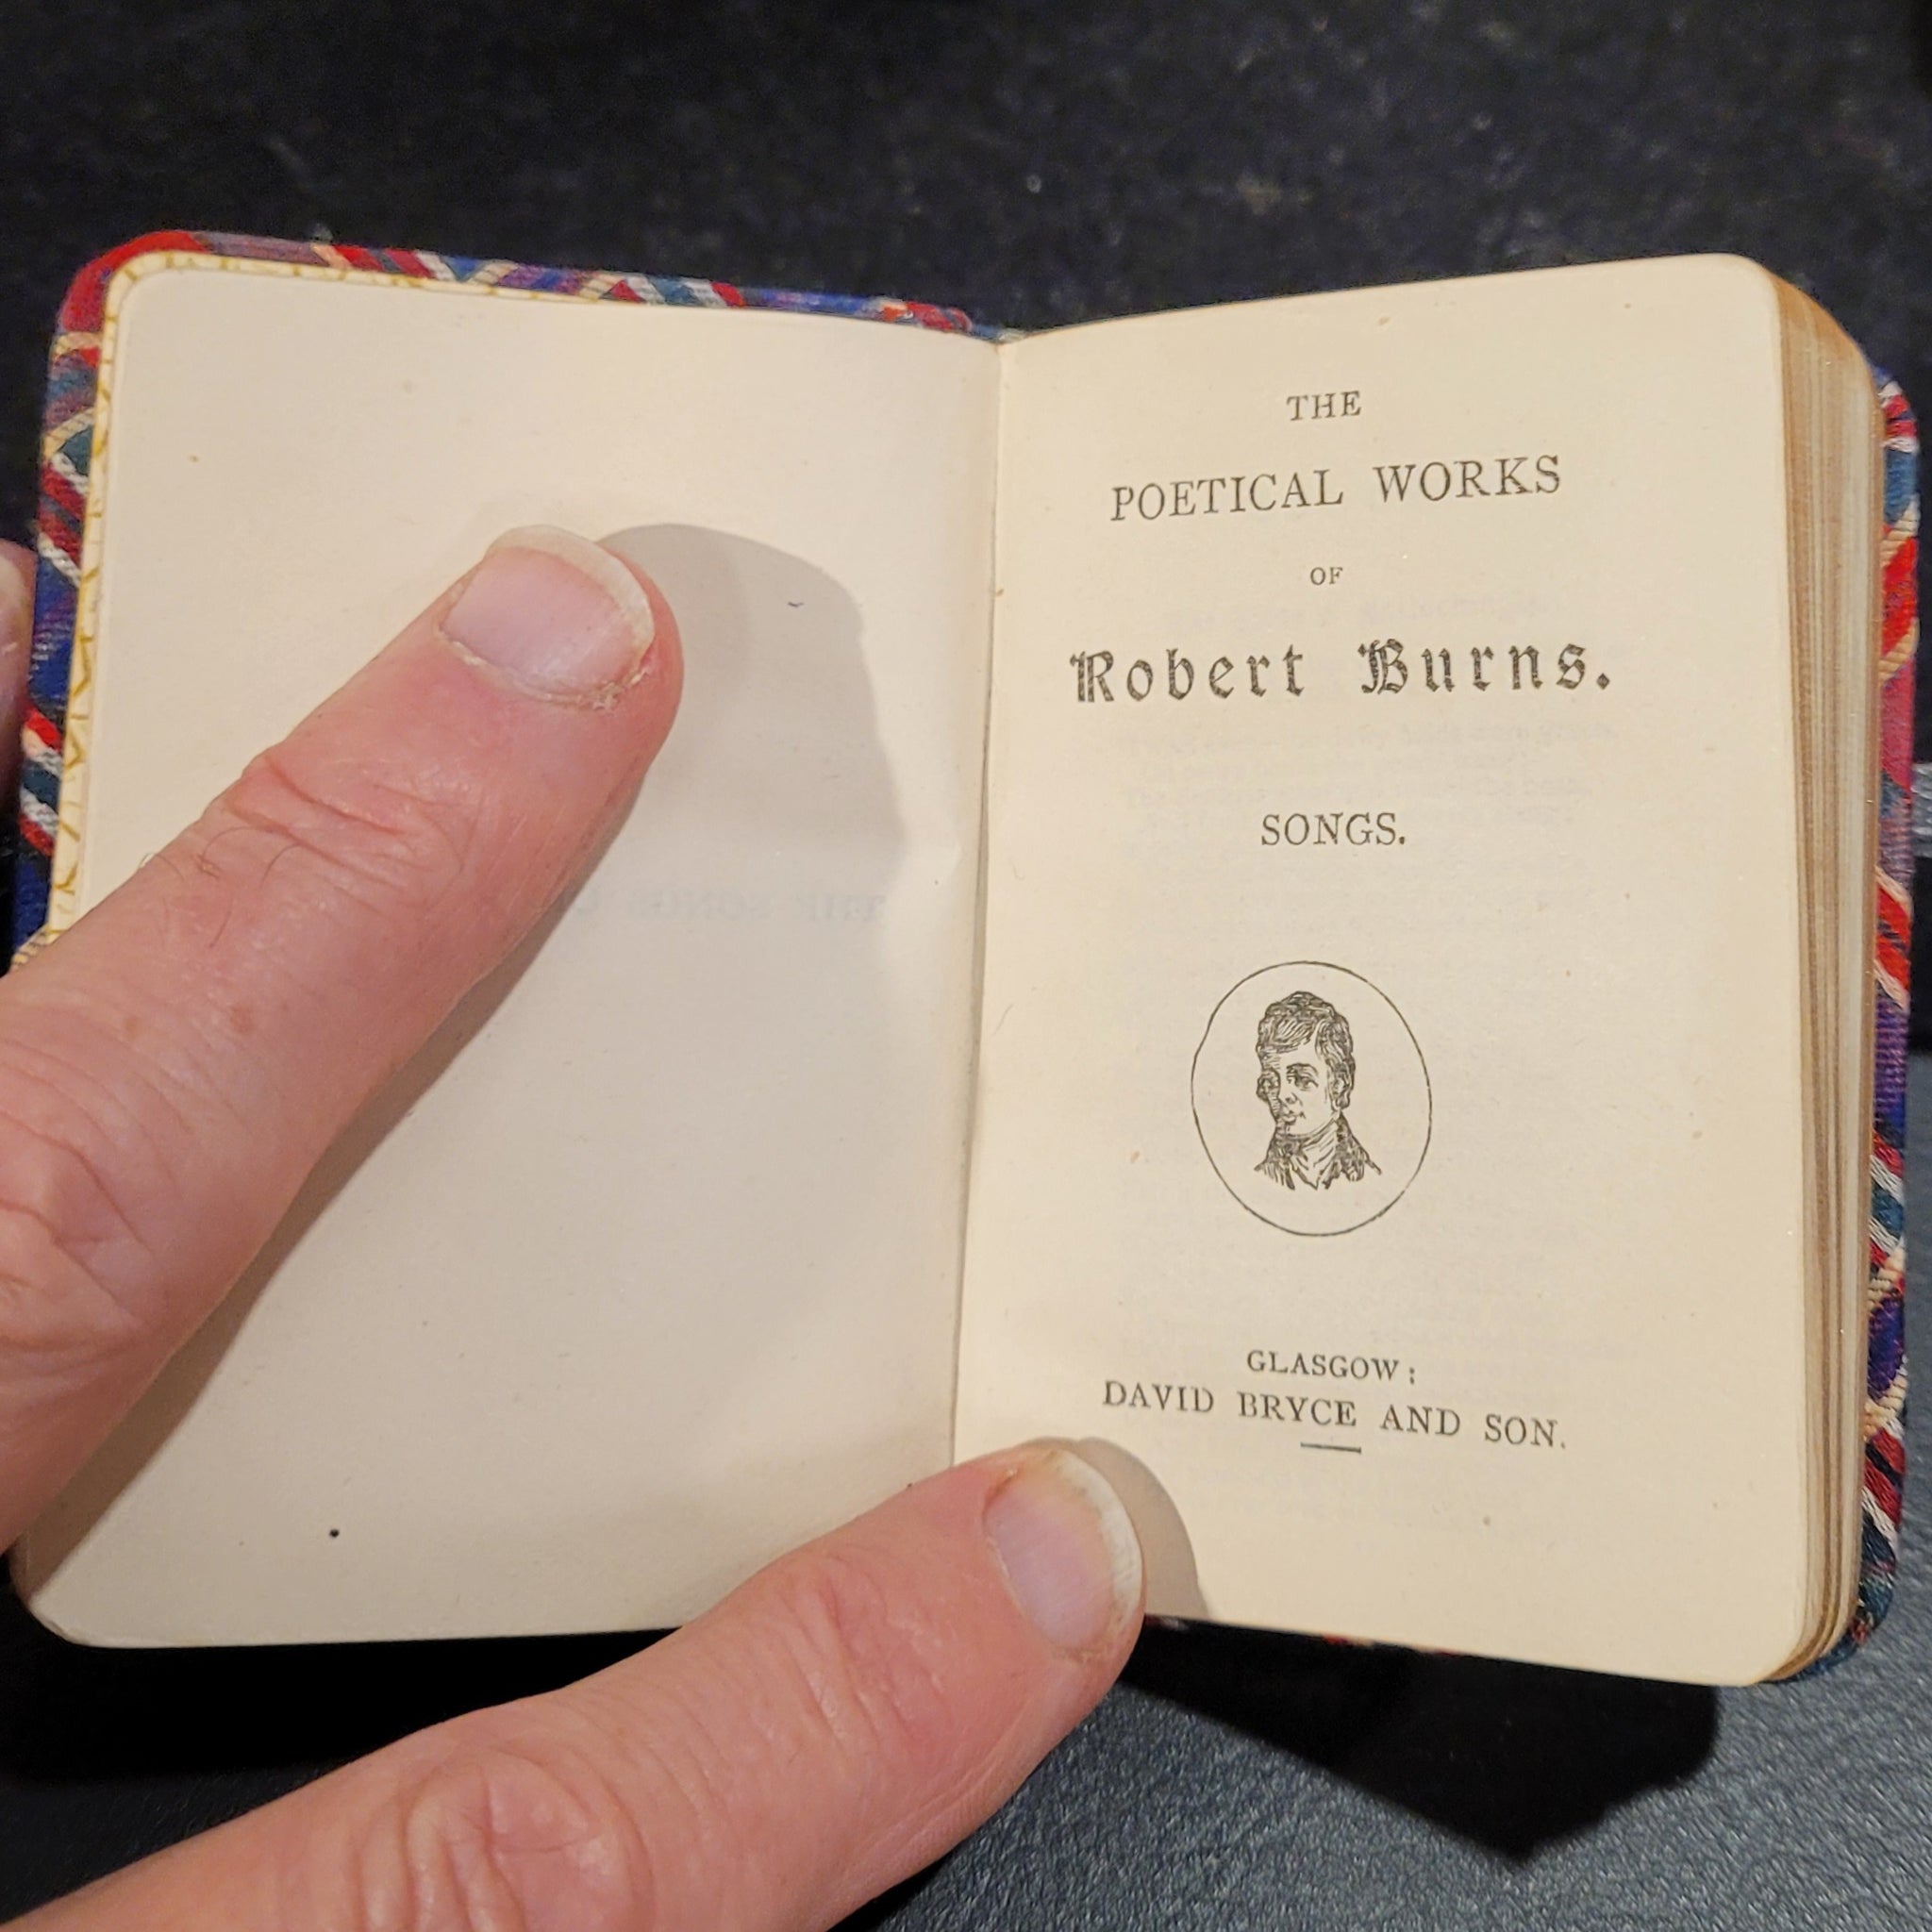 THE
POETICAL WORKS
OF
Robert Burns.
SONGS.
GLASGOW:
DAVID BRYCE AND SON.